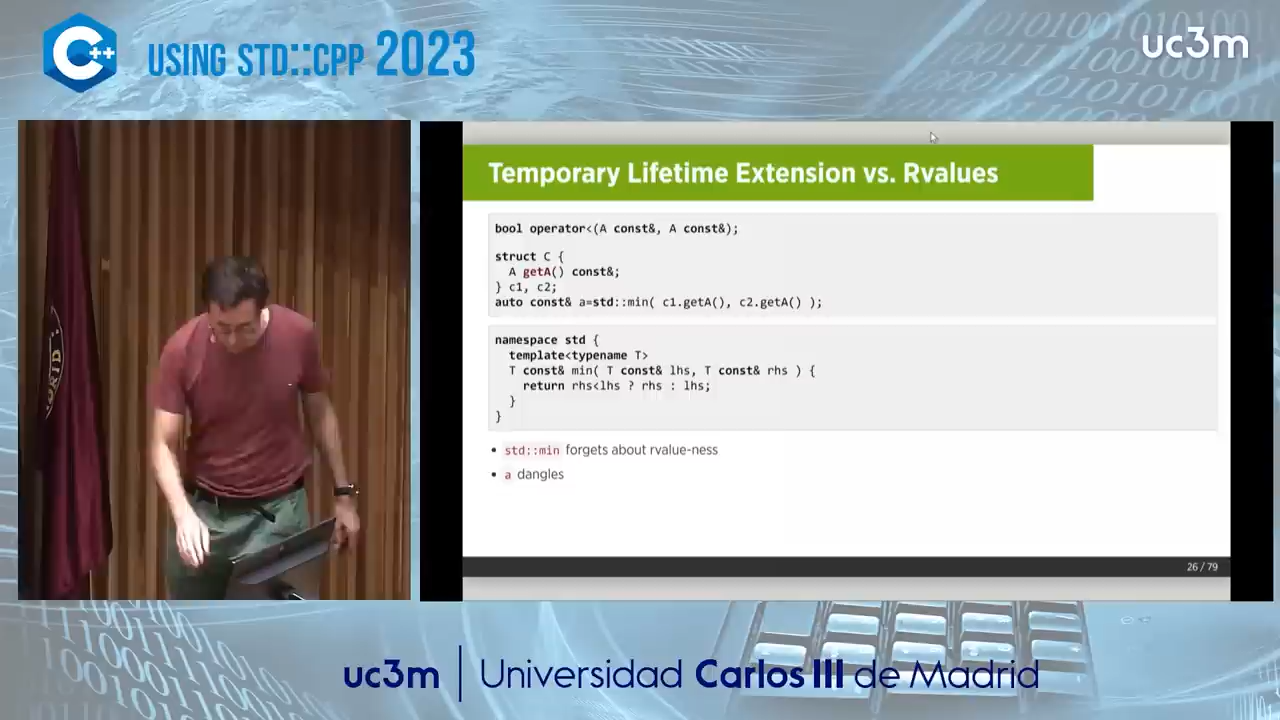 C++
USING STD::CPP 2023
uc3m
Temporary Lifetime Extension vs. Rvalues
bool operator<(A const&, A const&);
struct C {
A getA() const&;
} c1, c2;
auto const& a=std::min( c1.getA(), c2.getA() );
namespace std {
template<typename T>
T const& min( T const& lhs, T const& rhs ) {
return rhs<lhs ? rhs : lhs;
}
}
• std::min forgets about rvalue-ness
• a dangles
26 / 79
uc3m | Universidad Carlos III de Madrid